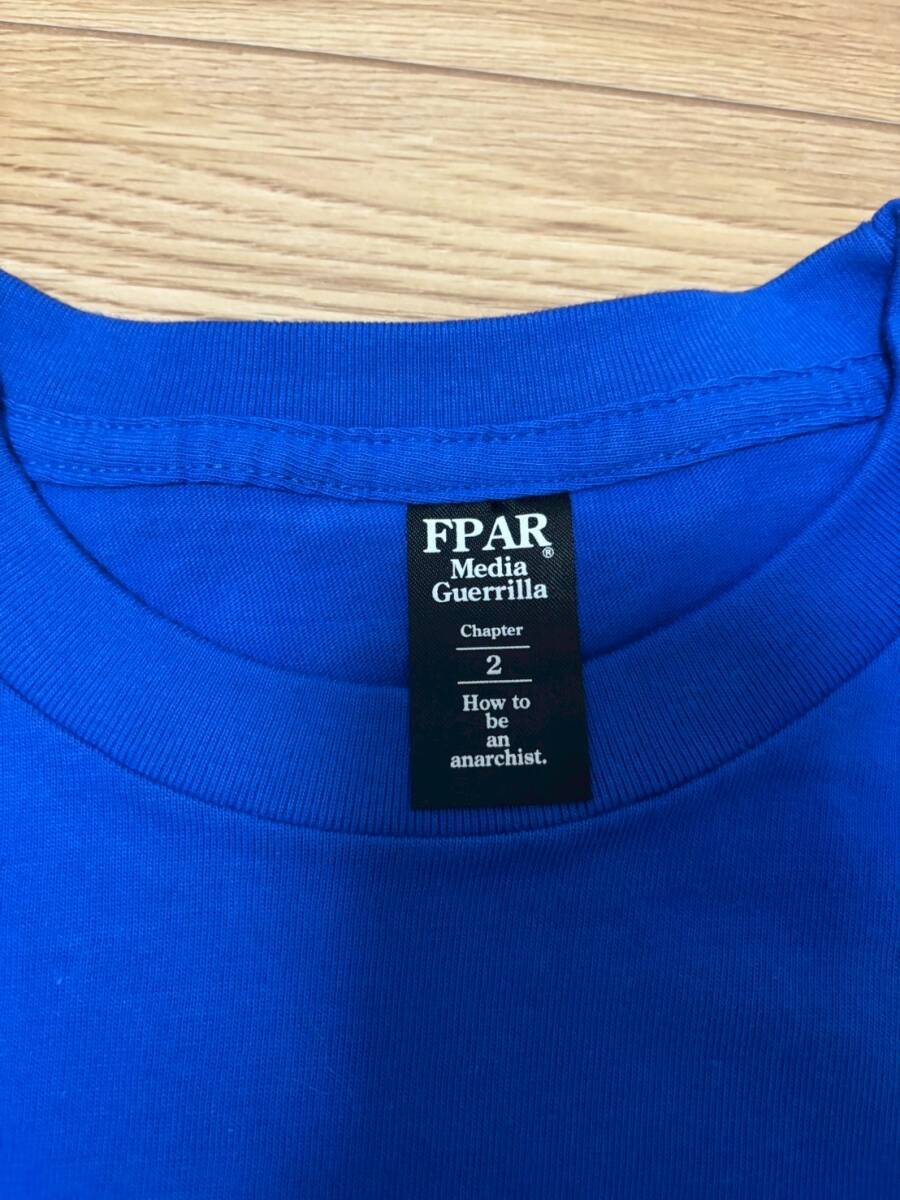 FPAR®
Media
Guerrilla
Chapter
2
How to
be
an
anarchist.